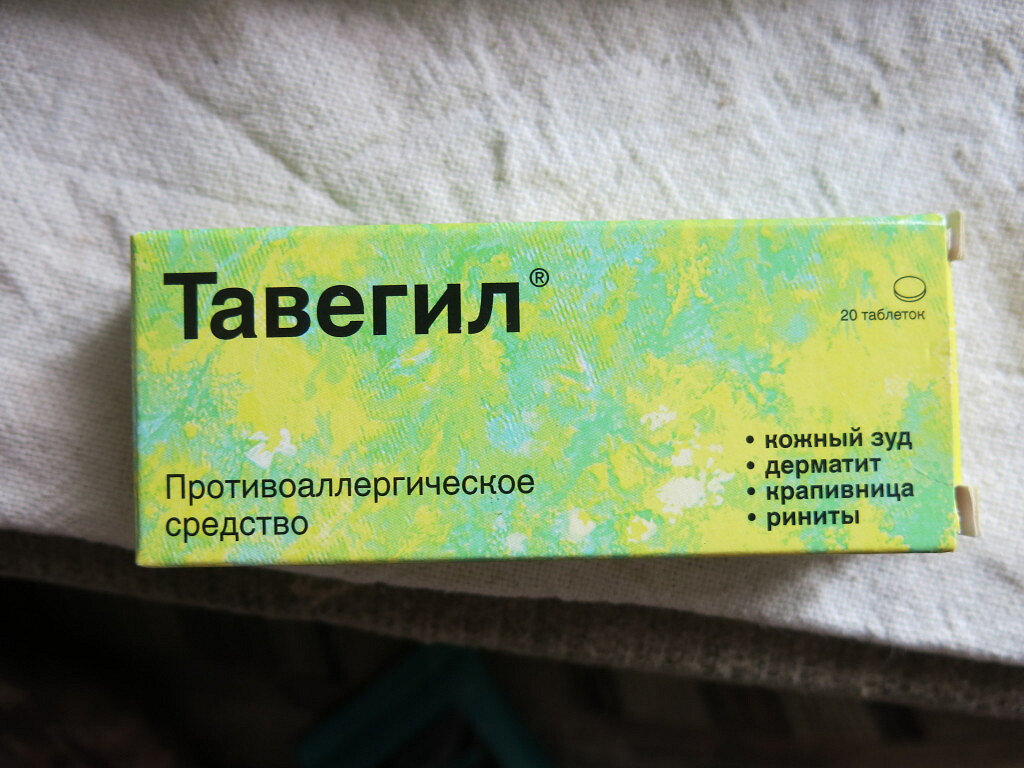 Тавегил®
20 таблеток
• кожный зуд
• дерматит
• крапивница
• риниты
Противоаллергическое
средство